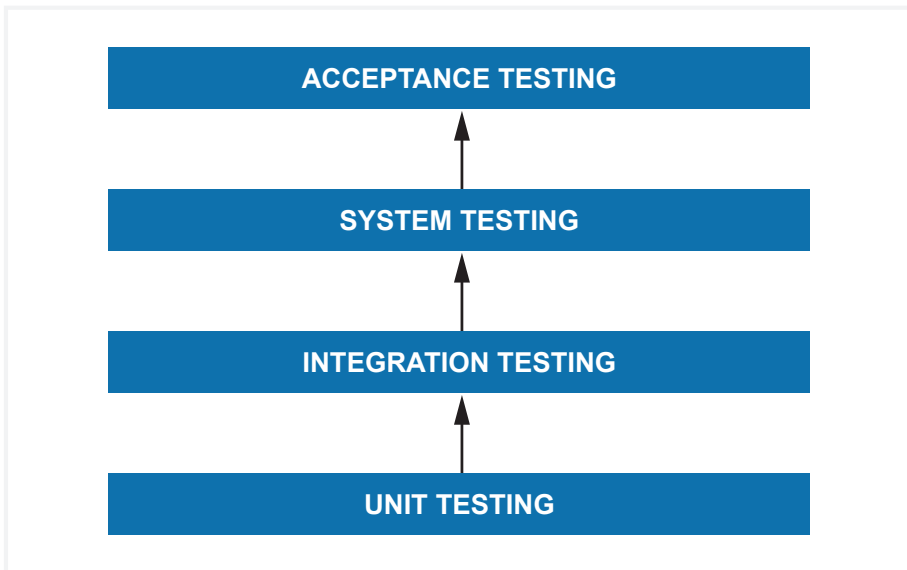 ACCEPTANCE TESTING
SYSTEM TESTING
INTEGRATION TESTING
UNIT TESTING